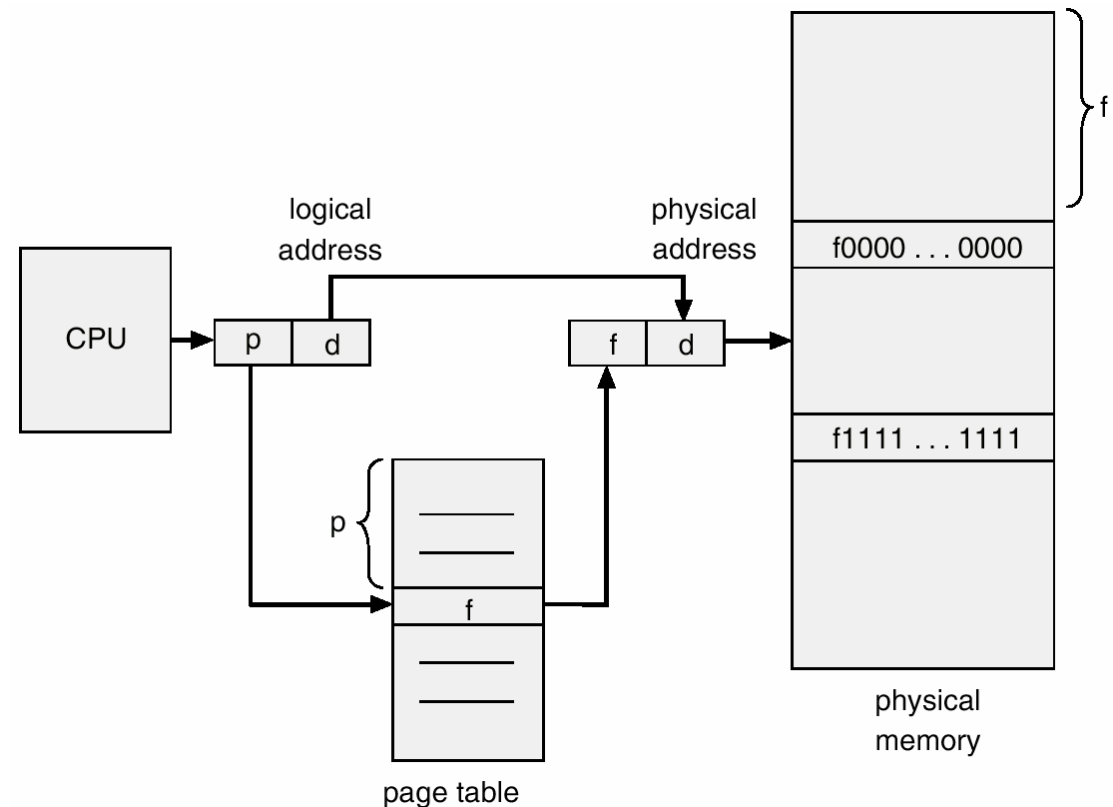 f
logical
address
physical
address
f0000 . . . 0000
CPU
p
d
f
d
f1111 . . . 1111
p
f
physical
memory
page table